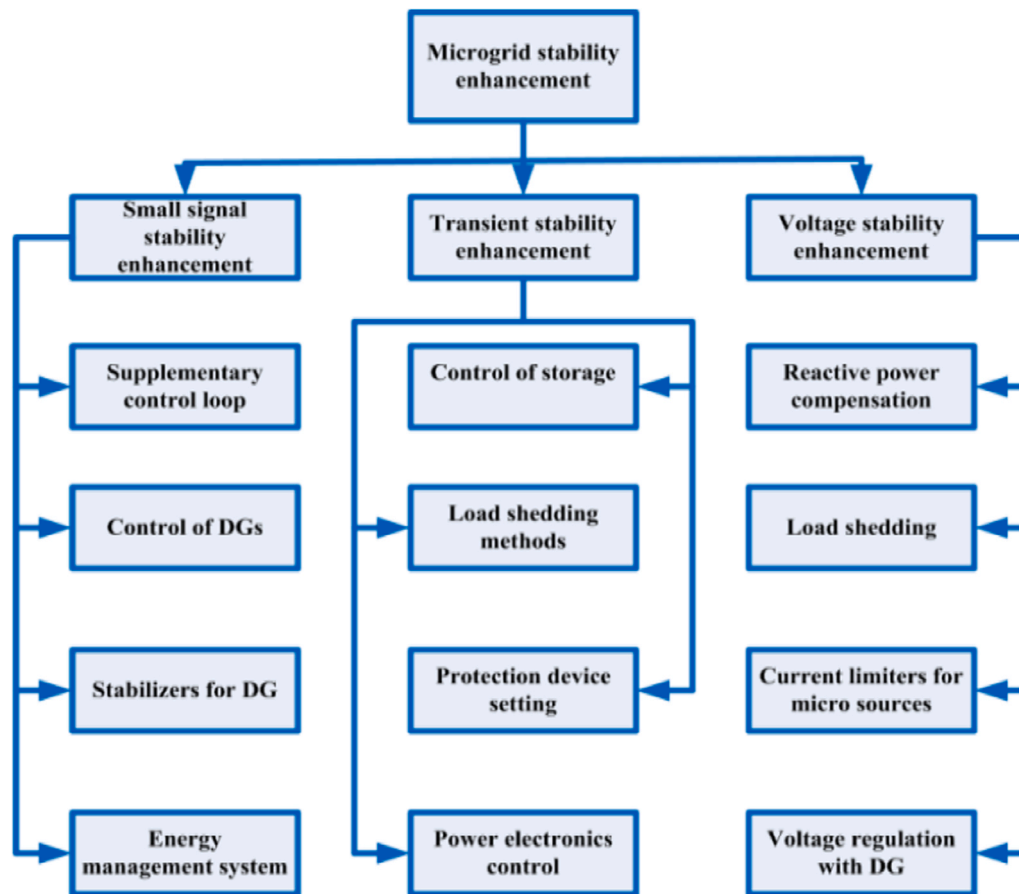 Microgrid stability
enhancement
Small signal
stability
enhancement
Transient stability
enhancement
Voltage stability
enhancement
Supplementary
control loop
Control of storage
Reactive power
compensation
Control of DGs
Load shedding
methods
Load shedding
Stabilizers for DG
Protection device
setting
Current limiters for
micro sources
Energy
management system
Power electronics
control
Voltage regulation
with DG